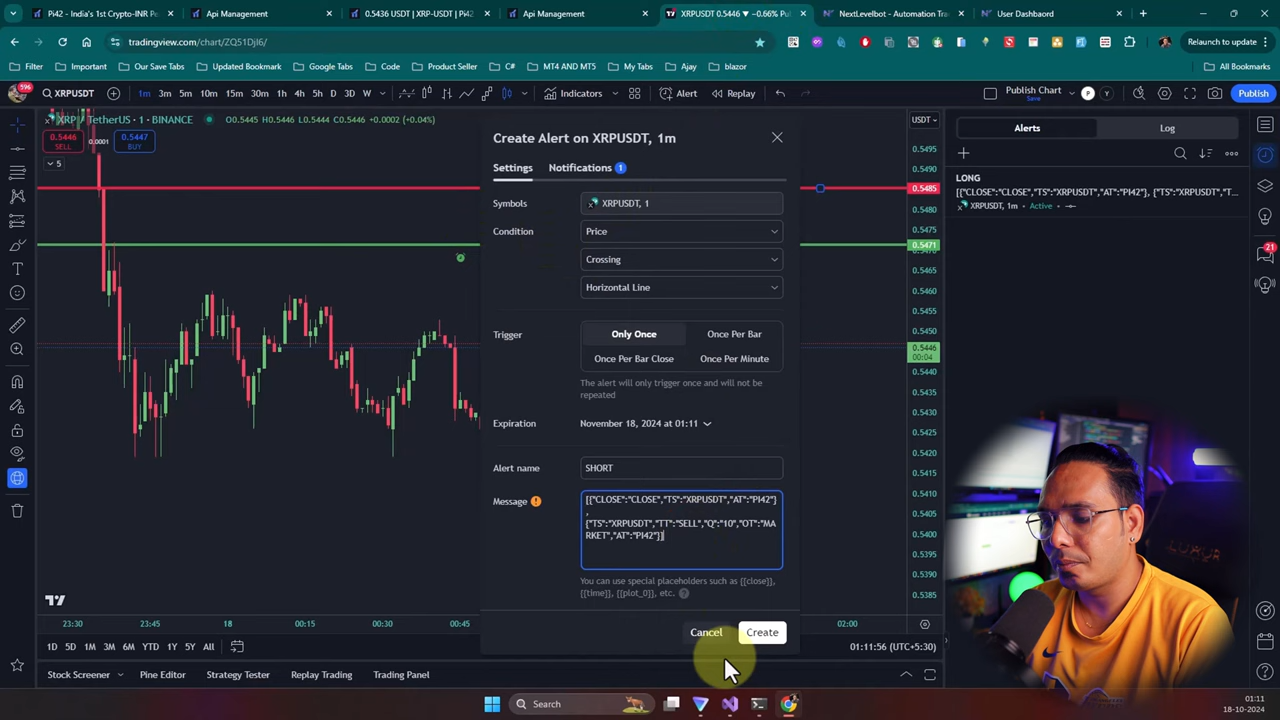 Pi42 - India's 1st Crypto-INR Pe
Api Management
0.5436 USDT | XRP-USDT | Pi42
Api Management
XRPUSDT 0.5446 ▼ −0.66% Pu
NextLevelbot - Automation Tra
User Dashbaord
tradingview.com/chart/ZQ51DjI6/
Relaunch to update
Filter
Important
Our Save Tabs
Updated Bookmark
Google Tabs
Code
Product Seller
C#
MT4 AND MT5
My Tabs
Ajay
blazor
All Bookmarks
596
XRPUSDT
1m 3m 5m 10m 15m 30m 1h 4h 5h D 3D W
Indicators
Alert
Replay
Publish Chart
Save
P
Y
Publish
XRP / TetherUS · 1 · BINANCE
O0.5445 H0.5446 L0.5444 C0.5446 +0.0002 (+0.04%)
0.5446
SELL
0.0001
0.5447
BUY
5
USDT
0.5495
0.5485
0.5480
0.5471
0.5465
0.5460
0.5455
0.5450
0.5446
00:04
0.5440
0.5435
0.5430
0.5425
0.5420
0.5415
0.5410
0.5405
0.5400
0.5395
0.5390
0.5385
Create Alert on XRPUSDT, 1m
Settings
Notifications 1
Symbols
XRPUSDT, 1
Condition
Price
Crossing
Horizontal Line
Trigger
Only Once
Once Per Bar
Once Per Bar Close
Once Per Minute
The alert will only trigger once and will not be
repeated
Expiration
November 18, 2024 at 01:11
Alert name
SHORT
Message
[{"CLOSE":"CLOSE","TS":"XRPUSDT","AT":"PI42"}
,
{"TS":"XRPUSDT","TT":"SELL","Q":"10","OT":"MA
RKET","AT":"PI42"}]
You can use special placeholders such as {{close}},
{{time}}, {{plot_0}}, etc.
Cancel
Create
Alerts
Log
LONG
[{"CLOSE":"CLOSE","TS":"XRPUSDT","AT":"PI42"}, {"TS":"XRPUSDT","T...
XRPUSDT, 1m • Active
21
23:30
23:45
18
00:30
00:45
02:00
1D 5D 1M 3M 6M YTD 1Y 5Y All
01:11:56 (UTC+5:30)
Stock Screener
Pine Editor
Strategy Tester
Replay Trading
Trading Panel
Search
01:11
18-10-2024